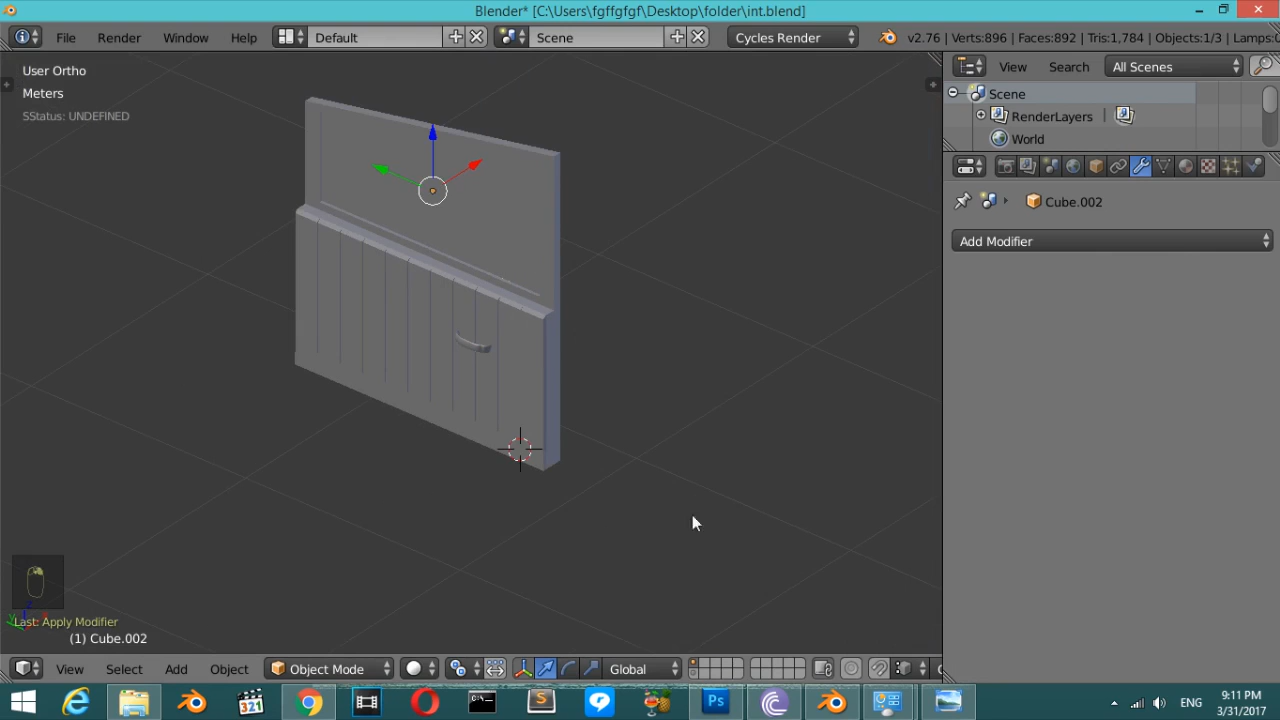 Blender* [C:\Users\fgffgfgf\Desktop\folder\int.blend]
File Render Window Help Default Scene Cycles Render v2.76 | Verts:896 | Faces:892 | Tris:1,784 | Objects:1/3 | Lamps:0
User Ortho
Meters
SStatus: UNDEFINED
View Search All Scenes
Scene
RenderLayers |
World
Cube.002
Add Modifier
Last: Apply Modifier
(1) Cube.002
View Select Add Object Object Mode Global
Ps
ENG
9:11 PM
3/31/2017